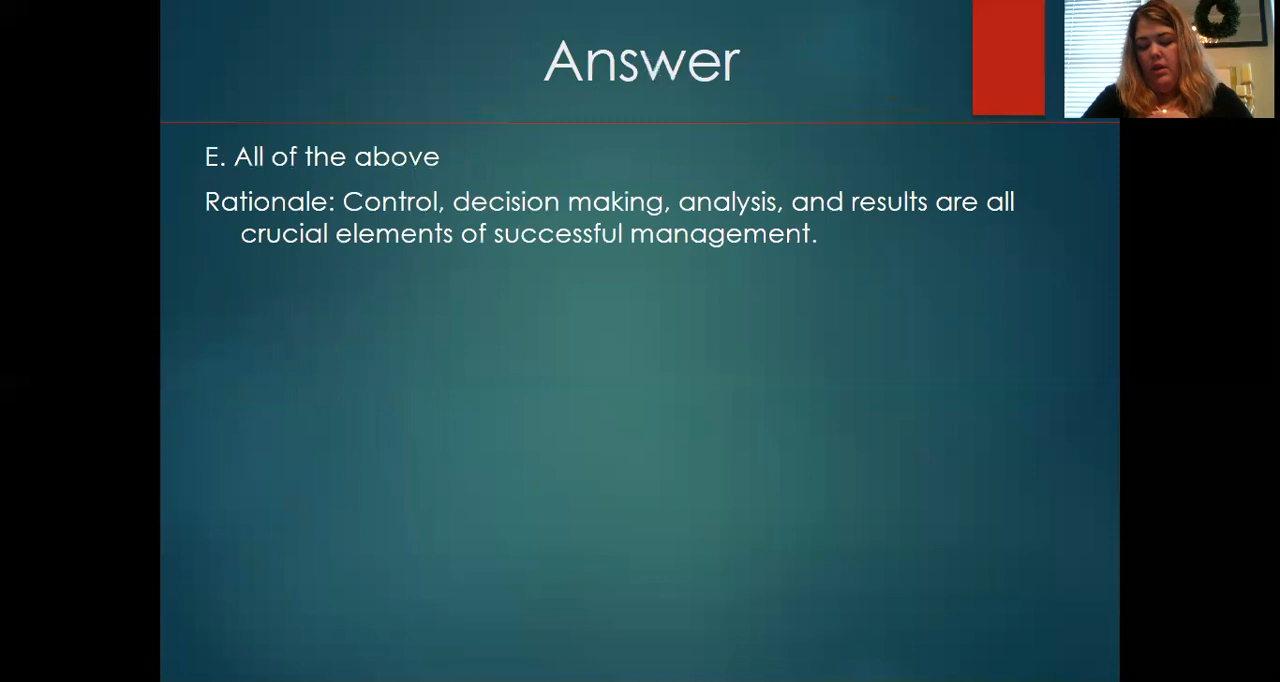 Answer
E. All of the above
Rationale: Control, decision making, analysis, and results are all
crucial elements of successful management.